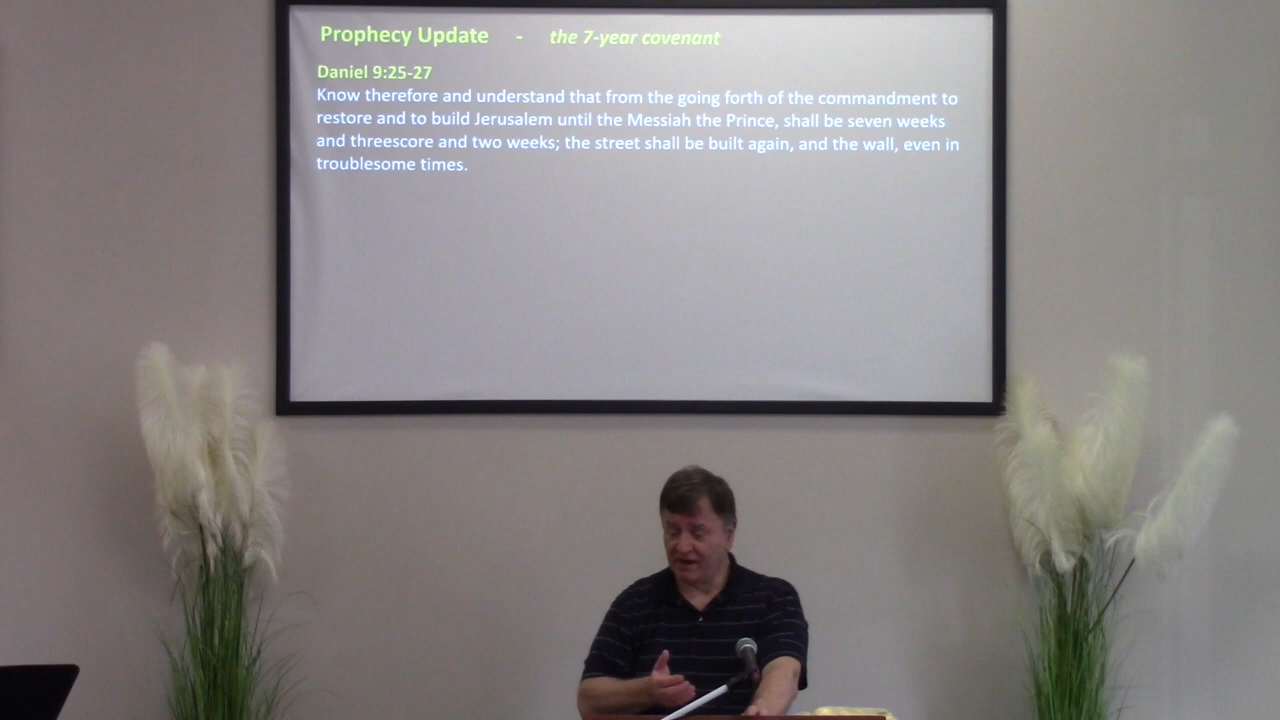 Prophecy Update - the 7-year covenant
Daniel 9:25-27
Know therefore and understand that from the going forth of the commandment to
restore and to build Jerusalem until the Messiah the Prince, shall be seven weeks
and threescore and two weeks; the street shall be built again, and the wall, even in
troublesome times.